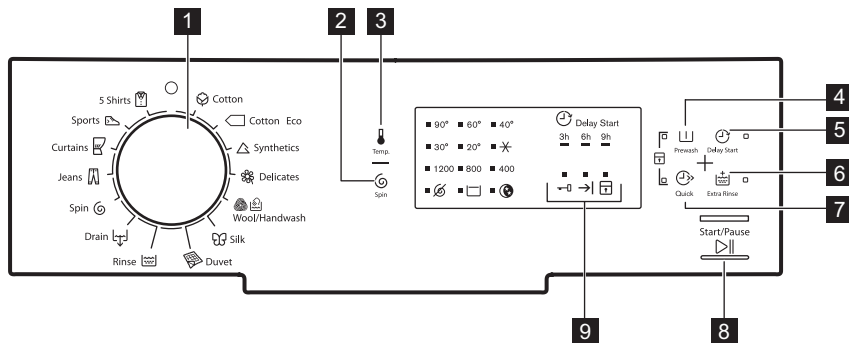 1
2
3
4
5
6
7
8
9
5 Shirts
Cotton
Sports
Cotton Eco
Curtains
Synthetics
Jeans
Delicates
Spin
Wool/Handwash
Drain
Silk
Rinse
Duvet
Temp.
Spin
90° 60° 40°
30° 20°
1200 800 400
Delay Start
3h 6h 9h
Prewash
Delay Start
Quick
Extra Rinse
Start/Pause